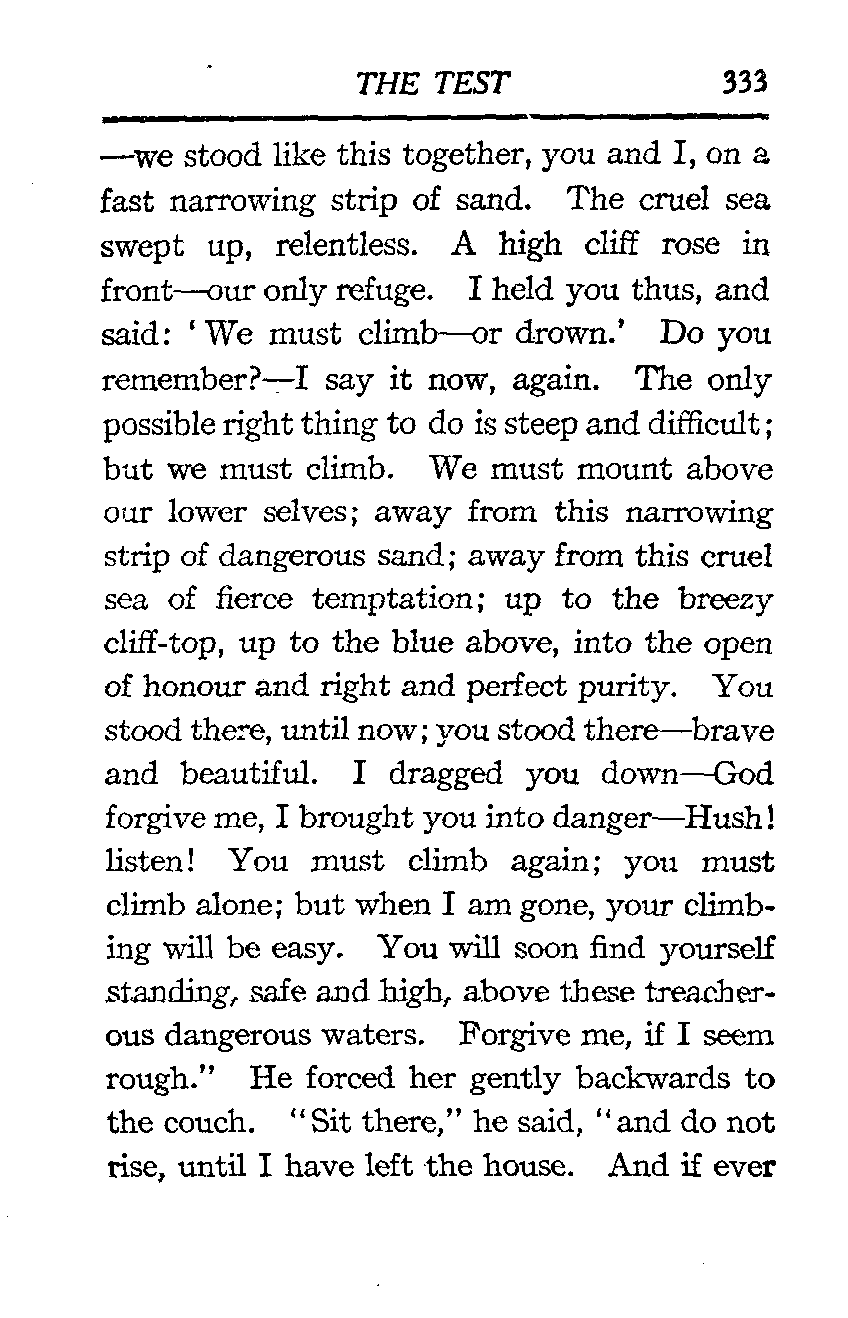 THE TEST 333
—we stood like this together, you and I, on a
fast narrowing strip of sand. The cruel sea
swept up, relentless. A high cliff rose in
front—our only refuge. I held you thus, and
said: ‘We must climb—or drown.’ Do you
remember?—I say it now, again. The only
possible right thing to do is steep and difficult;
but we must climb. We must mount above
our lower selves; away from this narrowing
strip of dangerous sand; away from this cruel
sea of fierce temptation; up to the breezy
cliff-top, up to the blue above, into the open
of honour and right and perfect purity. You
stood there, until now; you stood there—brave
and beautiful. I dragged you down—God
forgive me, I brought you into danger—Hush!
listen! You must climb again; you must
climb alone; but when I am gone, your climb-
ing will be easy. You will soon find yourself
standing, safe and high, above these treacher-
ous dangerous waters. Forgive me, if I seem
rough.” He forced her gently backwards to
the couch. “Sit there,” he said, “and do not
rise, until I have left the house. And if ever